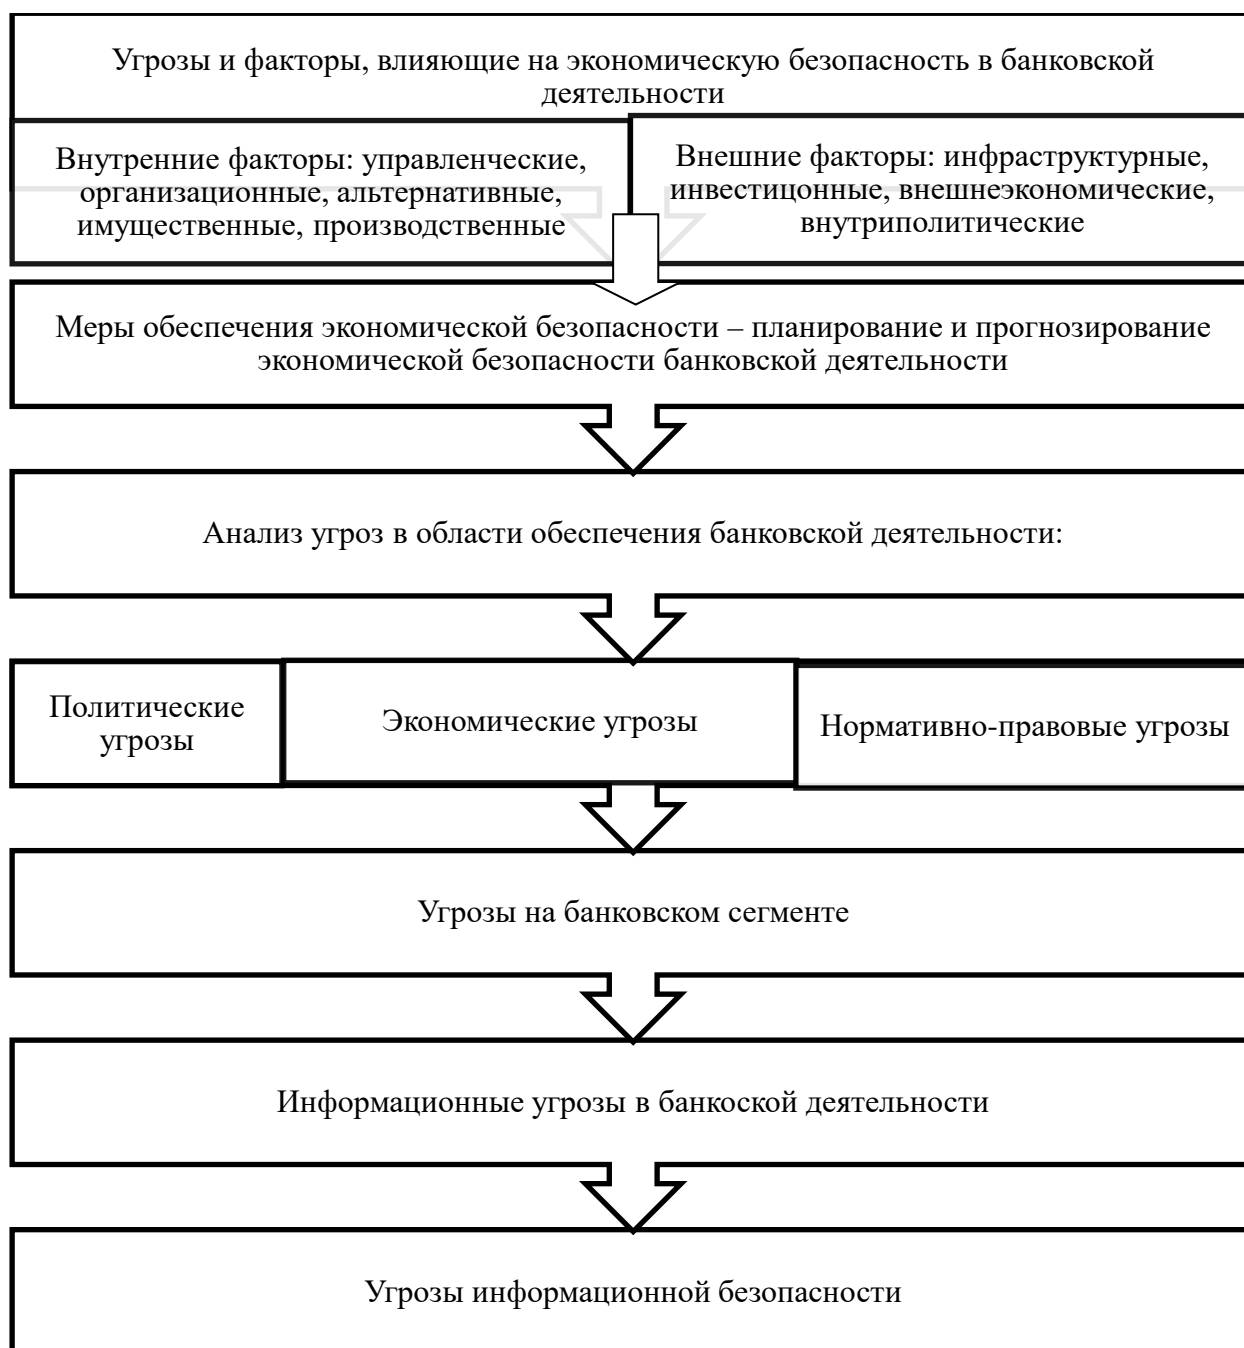 Угрозы и факторы, влияющие на экономическую безопасность в банковской
деятельности
Внутренние факторы: управленческие,
организационные, альтернативные,
имущественные, производственные
Внешние факторы: инфраструктурные,
инвестицонные, внешнеэкономические,
внутриполитические
Меры обеспечения экономической безопасности – планирование и прогнозирование
экономической безопасности банковской деятельности
Анализ угроз в области обеспечения банковской деятельности:
Политические
угрозы
Экономические угрозы
Нормативно-правовые угрозы
Угрозы на банковском сегменте
Информационные угрозы в банкоской деятельности
Угрозы информационной безопасности